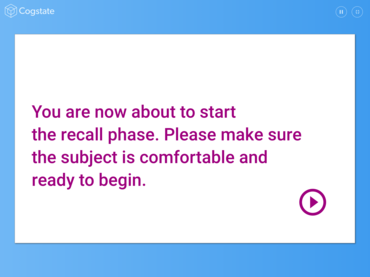 Cogstate
You are now about to start
the recall phase. Please make sure
the subject is comfortable and
ready to begin.